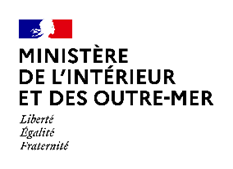 MINISTÈRE
DE L'INTÉRIEUR
ET DES OUTRE-MER
Liberté
Égalité
Fraternité